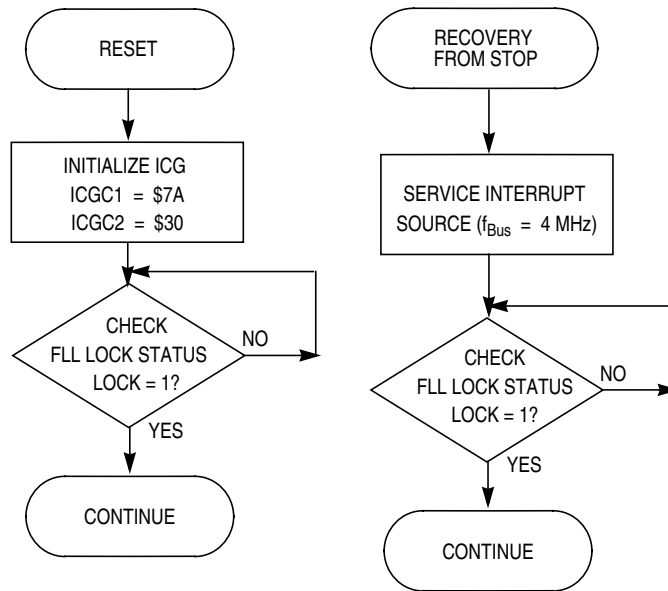 RESET
INITIALIZE ICG
ICGC1 = $7A
ICGC2 = $30
CHECK
FLL LOCK STATUS
LOCK = 1?
NO
YES
CONTINUE
RECOVERY
FROM STOP
SERVICE INTERRUPT
SOURCE (fBus = 4 MHz)
CHECK
FLL LOCK STATUS
LOCK = 1?
NO
YES
CONTINUE